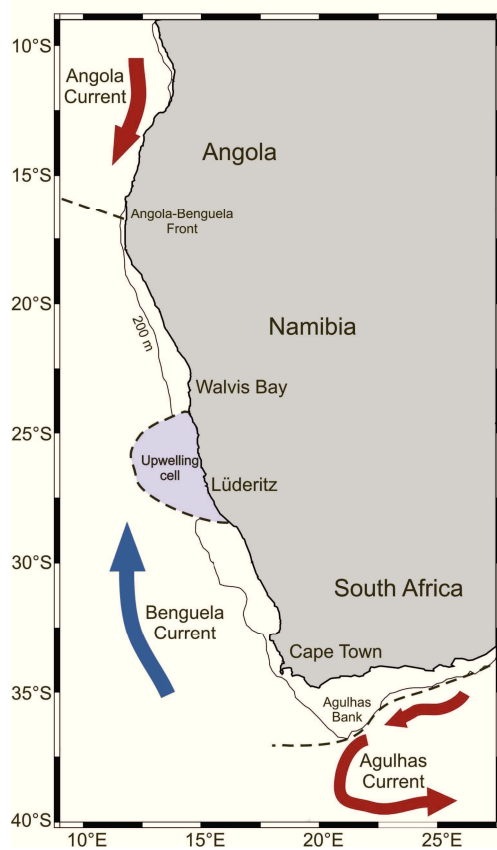 10°S
Angola
Current
Angola
15°S
Angola-Benguela
Front
20°S
200 m
Namibia
Walvis Bay
25°S
Upwelling
cell
Lüderitz
30°S
South Africa
Benguela
Current
Cape Town
35°S
Agulhas
Bank
Agulhas
Current
40°S
10°E
15°E
20°E
25°E